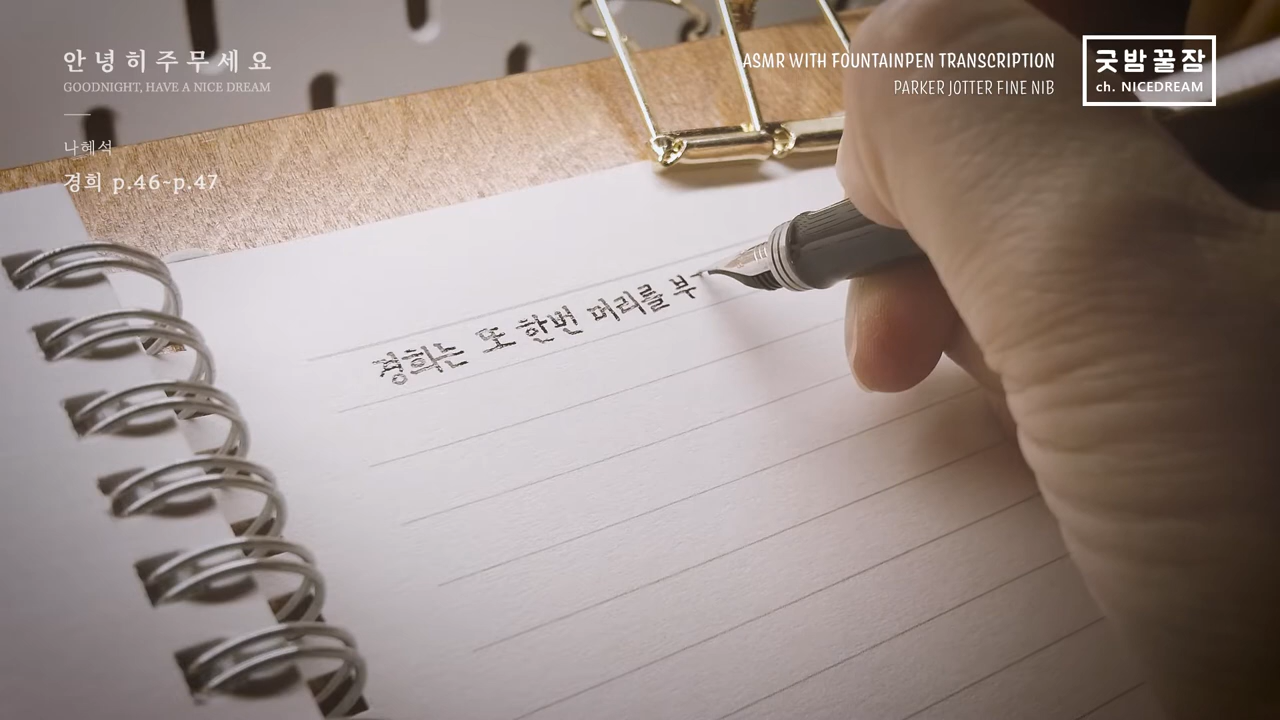 안녕히주무세요
GOODNIGHT, HAVE A NICE DREAM
나혜석
경희 p.46~p.47
ASMR WITH FOUNTAINPEN TRANSCRIPTION
PARKER JOTTER FINE NIB
굿밤꿀잠
ch. NICEDREAM
경희는 또 한번 머리를 부